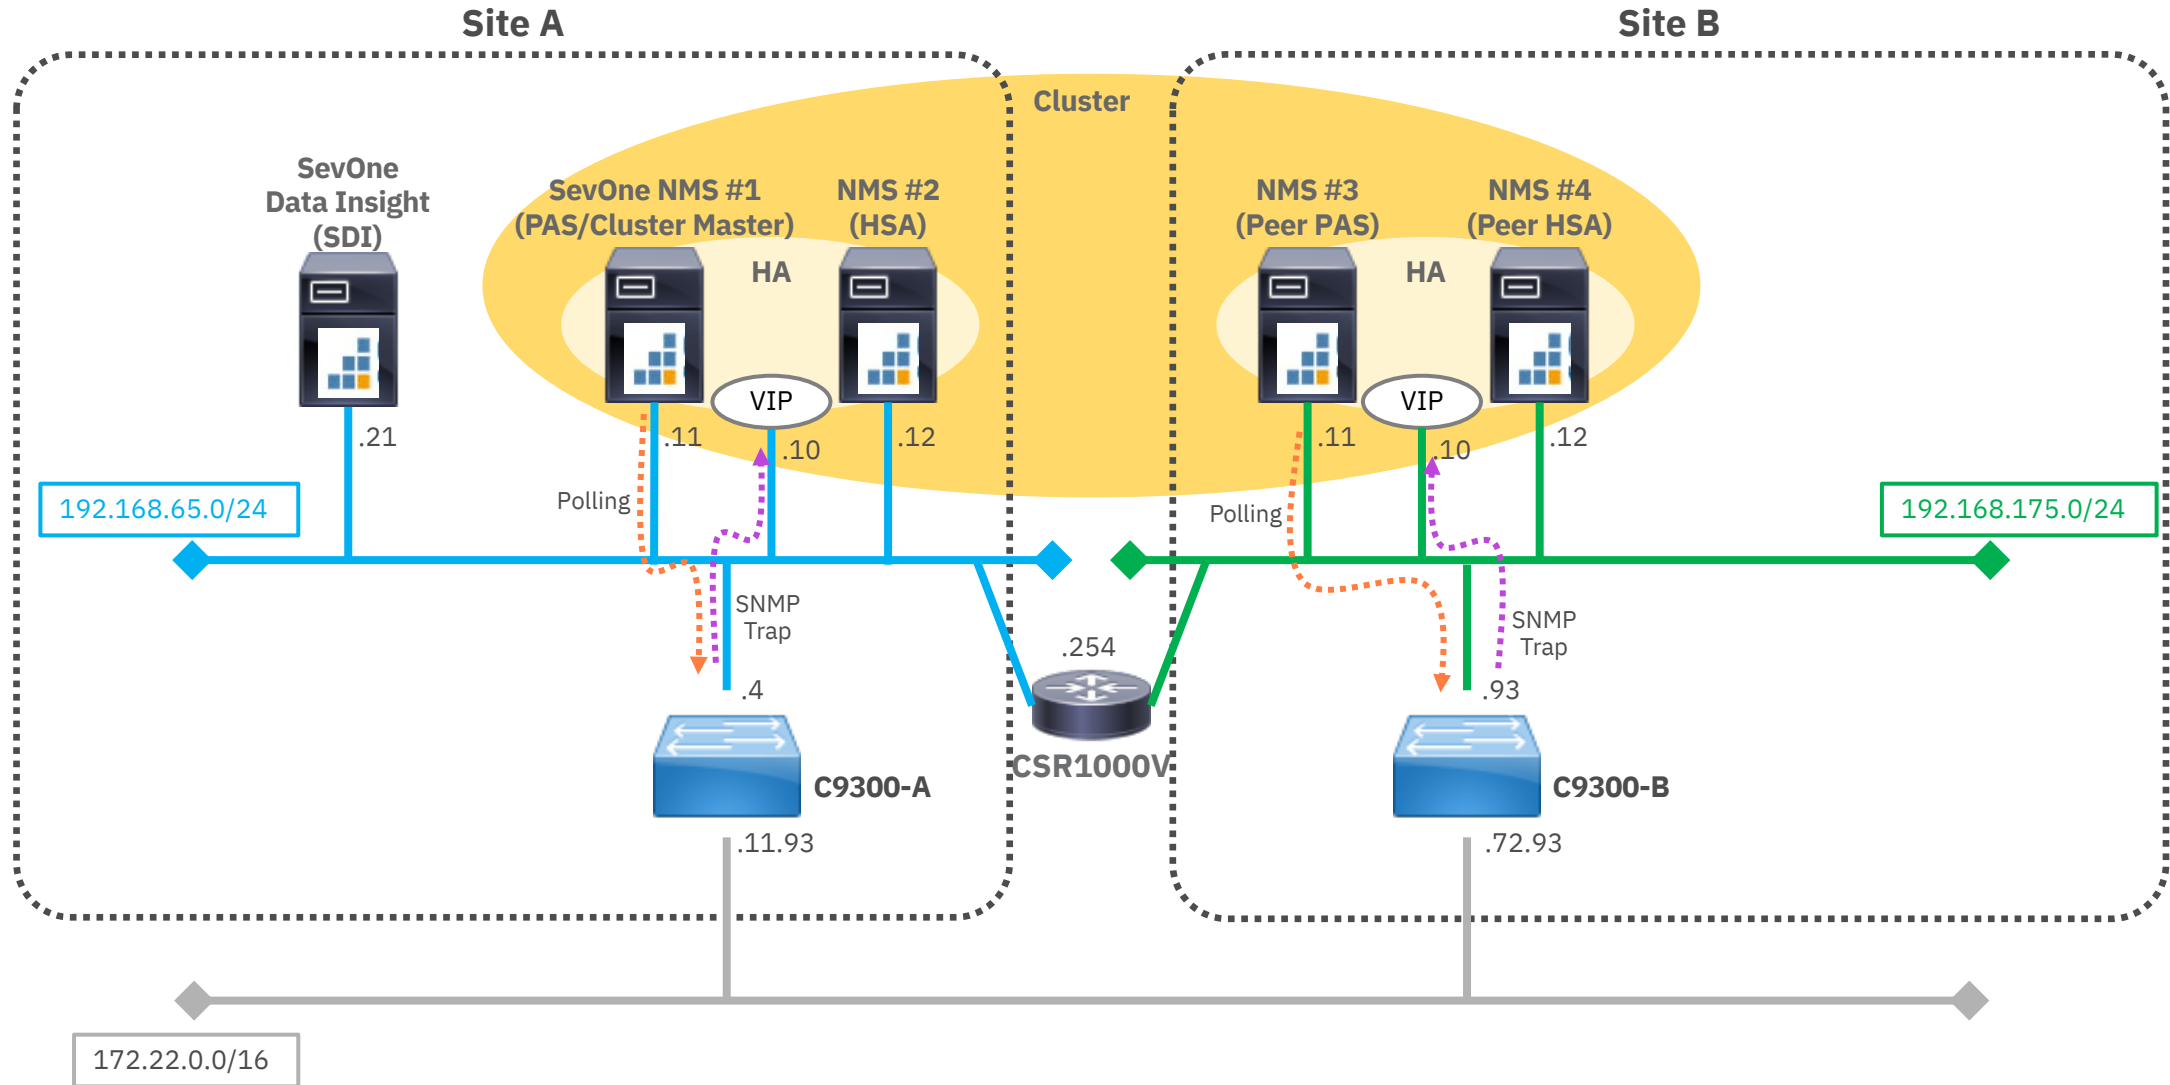 Site A
Site B
Cluster
SevOne
Data Insight
(SDI)
SevOne NMS #1
(PAS/Cluster Master)
NMS #2
(HSA)
NMS #3
(Peer PAS)
NMS #4
(Peer HSA)
HA
HA
VIP
VIP
.21
.11
.10
.12
.11
.10
.12
Polling
Polling
192.168.65.0/24
192.168.175.0/24
SNMP
Trap
SNMP
Trap
.254
.4
.93
CSR1000V
C9300-A
C9300-B
.11.93
.72.93
172.22.0.0/16